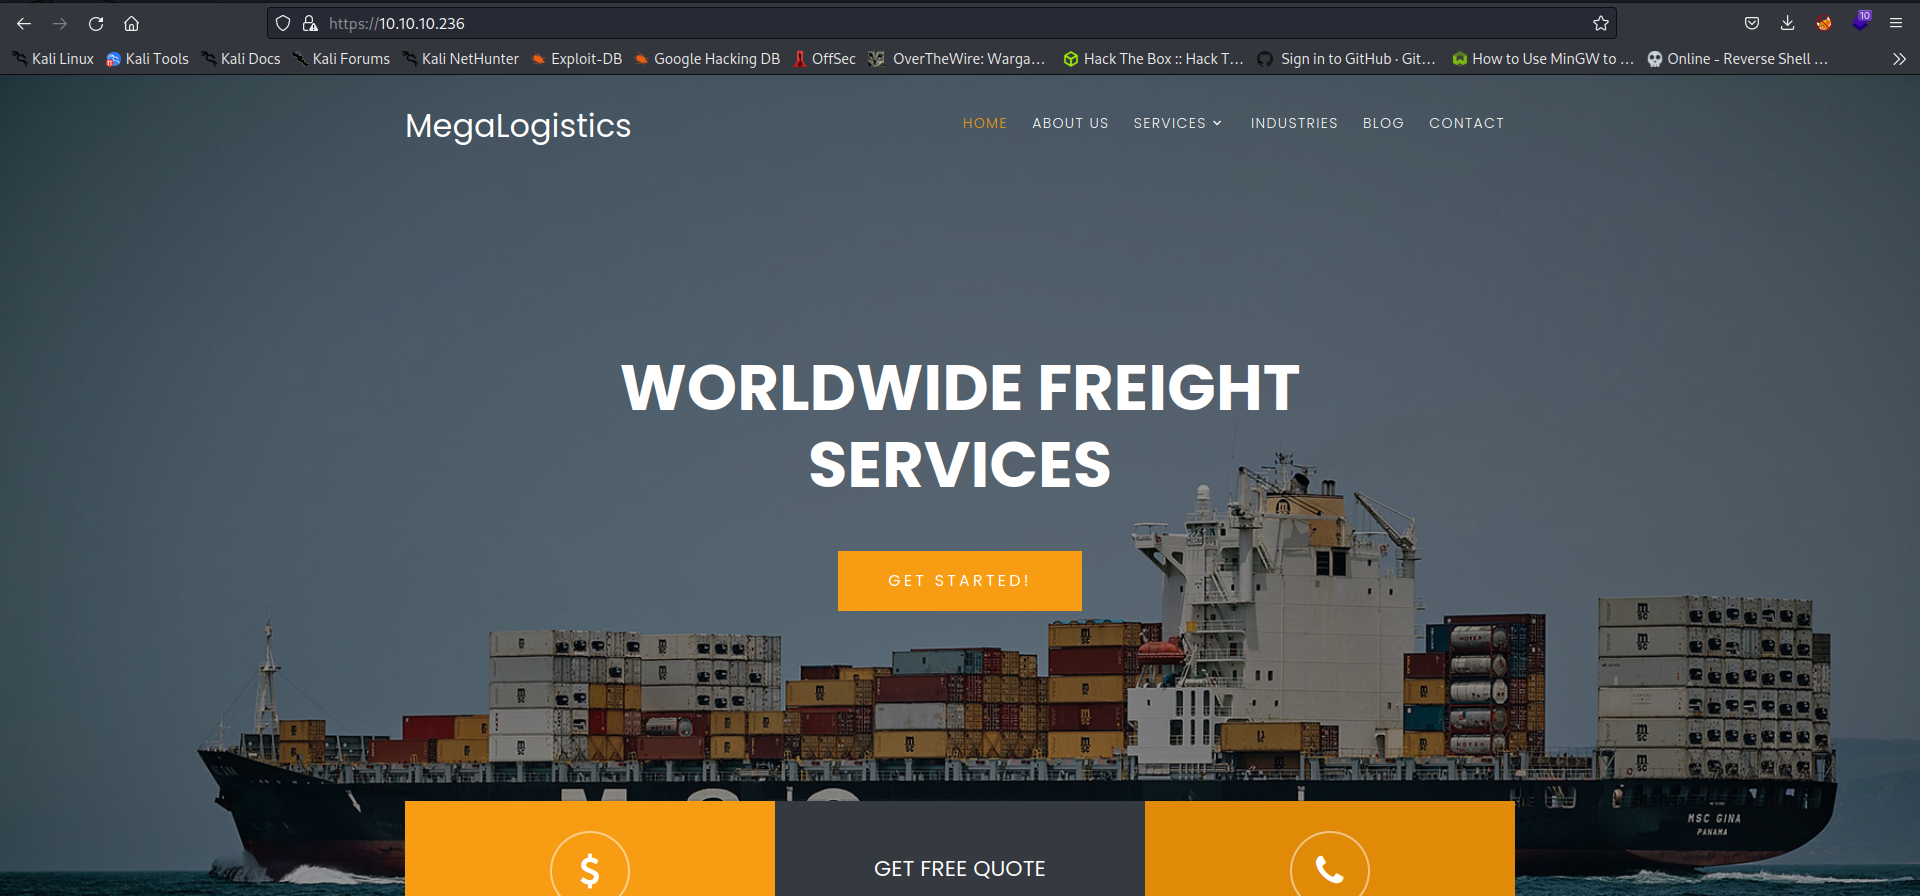 https://10.10.10.236
10
Kali Linux Kali Tools Kali Docs Kali Forums Kali NetHunter Exploit-DB Google Hacking DB OffSec OverTheWire: Warga… Hack The Box :: Hack T… Sign in to GitHub · Git… How to Use MinGW to … Online - Reverse Shell …
MegaLogistics
HOME ABOUT US SERVICES INDUSTRIES BLOG CONTACT
WORLDWIDE FREIGHT
SERVICES
GET STARTED!
MSC GINA
PANAMA
$
GET FREE QUOTE